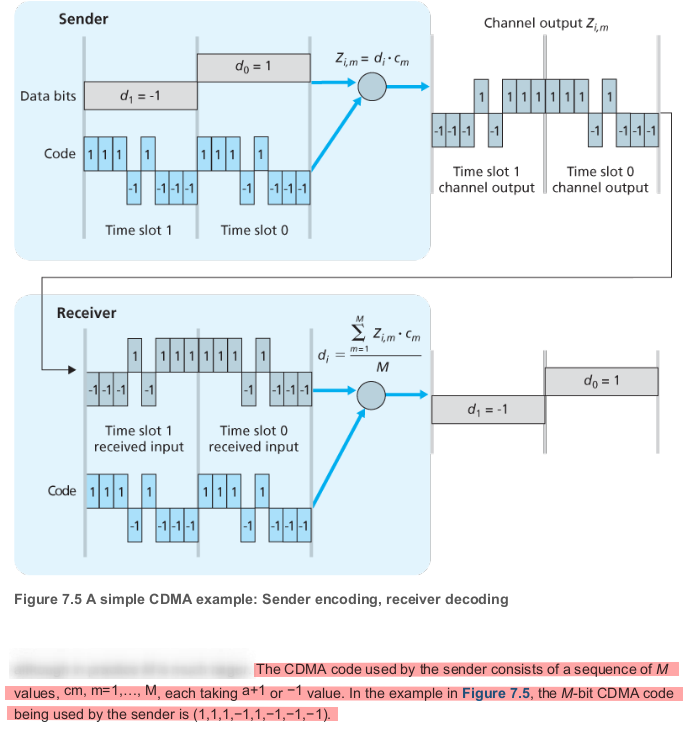 Sender
Channel output Z_{i,m}
Data bits
d_1 = -1
d_0 = 1
Z_{i,m} = d_i · c_m
Code
1 1 1 -1 1 -1 -1 -1
1 1 1 -1 1 -1 -1 -1
Time slot 1
Time slot 0
-1 -1 -1 1 -1 1 1 1
1 1 1 -1 1 -1 -1 -1
Time slot 1
channel output
Time slot 0
channel output
Receiver
-1 -1 -1 1 -1 1 1 1
1 1 1 -1 1 -1 -1 -1
Time slot 1
received input
Time slot 0
received input
d_i = \frac{\sum_{m=1}^{M} Z_{i,m} · c_m}{M}
Code
1 1 1 -1 1 -1 -1 -1
1 1 1 -1 1 -1 -1 -1
d_1 = -1
d_0 = 1
Figure 7.5 A simple CDMA example: Sender encoding, receiver decoding
The CDMA code used by the sender consists of a sequence of M
values, cm, m=1,…, M, each taking a+1 or −1 value. In the example in Figure 7.5, the M-bit CDMA code
being used by the sender is (1,1,1,−1,1,−1,−1,−1).